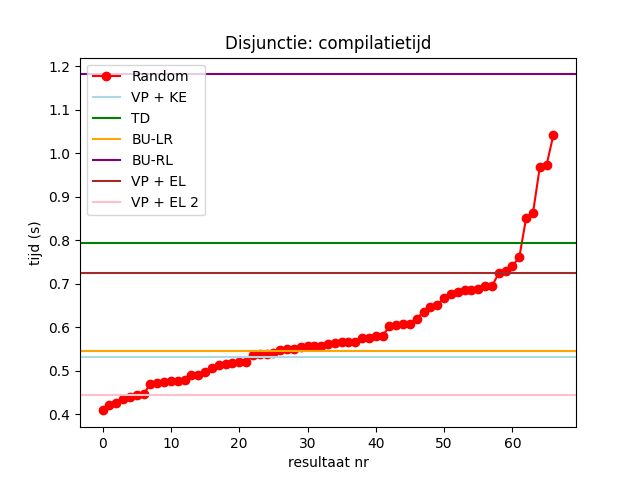 Disjunctie: compilatietijd
1.2
1.1
1.0
0.9
0.8
0.7
0.6
0.5
0.4
tijd (s)
Random
VP + KE
TD
BU-LR
BU-RL
VP + EL
VP + EL 2
0 10 20 30 40 50 60
resultaat nr